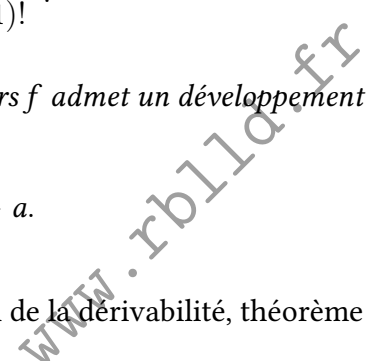 )!
rs f admet un développement
a.
de la dérivabilité, théorème
www.rblld.fr